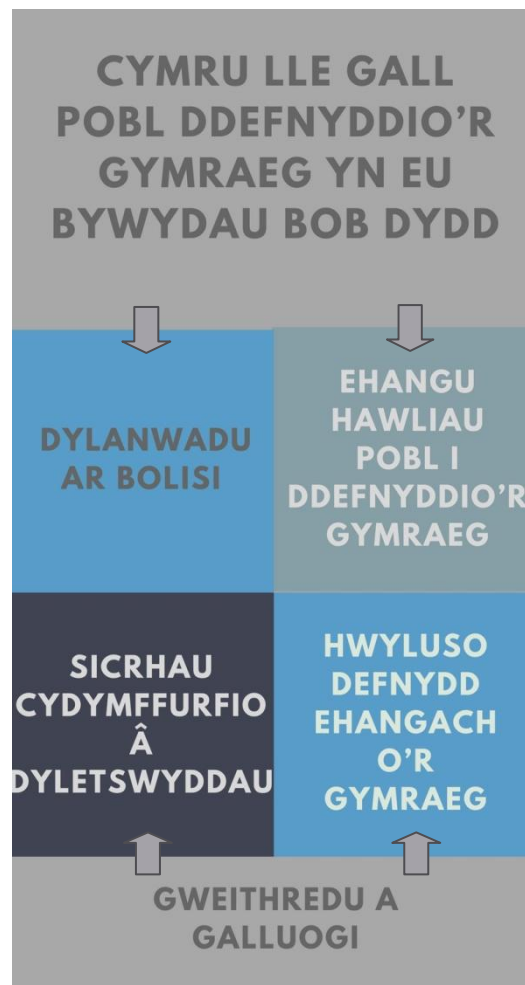 CYMRU LLE GALL
POBL DDEFNYDDIO’R
GYMRAEG YN EU
BYWYDAU BOB DYDD
DYLANWADU
AR BOLISI
EHANGU
HAWLIAU
POBL I
DDEFNYDDIO’R
GYMRAEG
SICRHAU
CYDYMFFURFIO
Â
DYLETSWYDDAU
HWYLUSO
DEFNYDD
EHANGACH
O’R
GYMRAEG
GWEITHREDU A
GALLUOGI